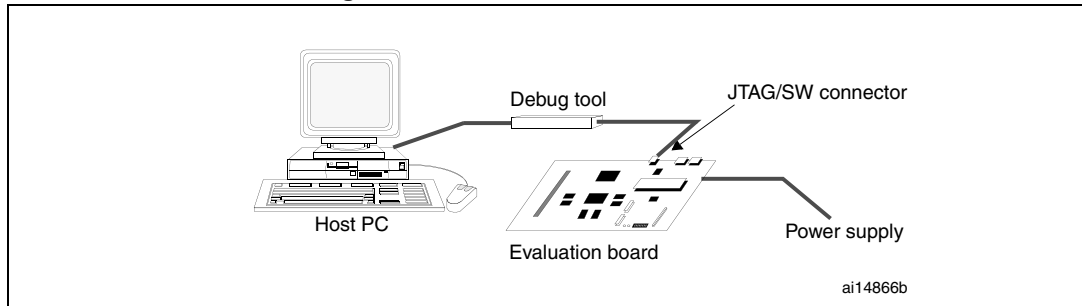 Debug tool
JTAG/SW connector
Host PC
Evaluation board
Power supply
ai14866b